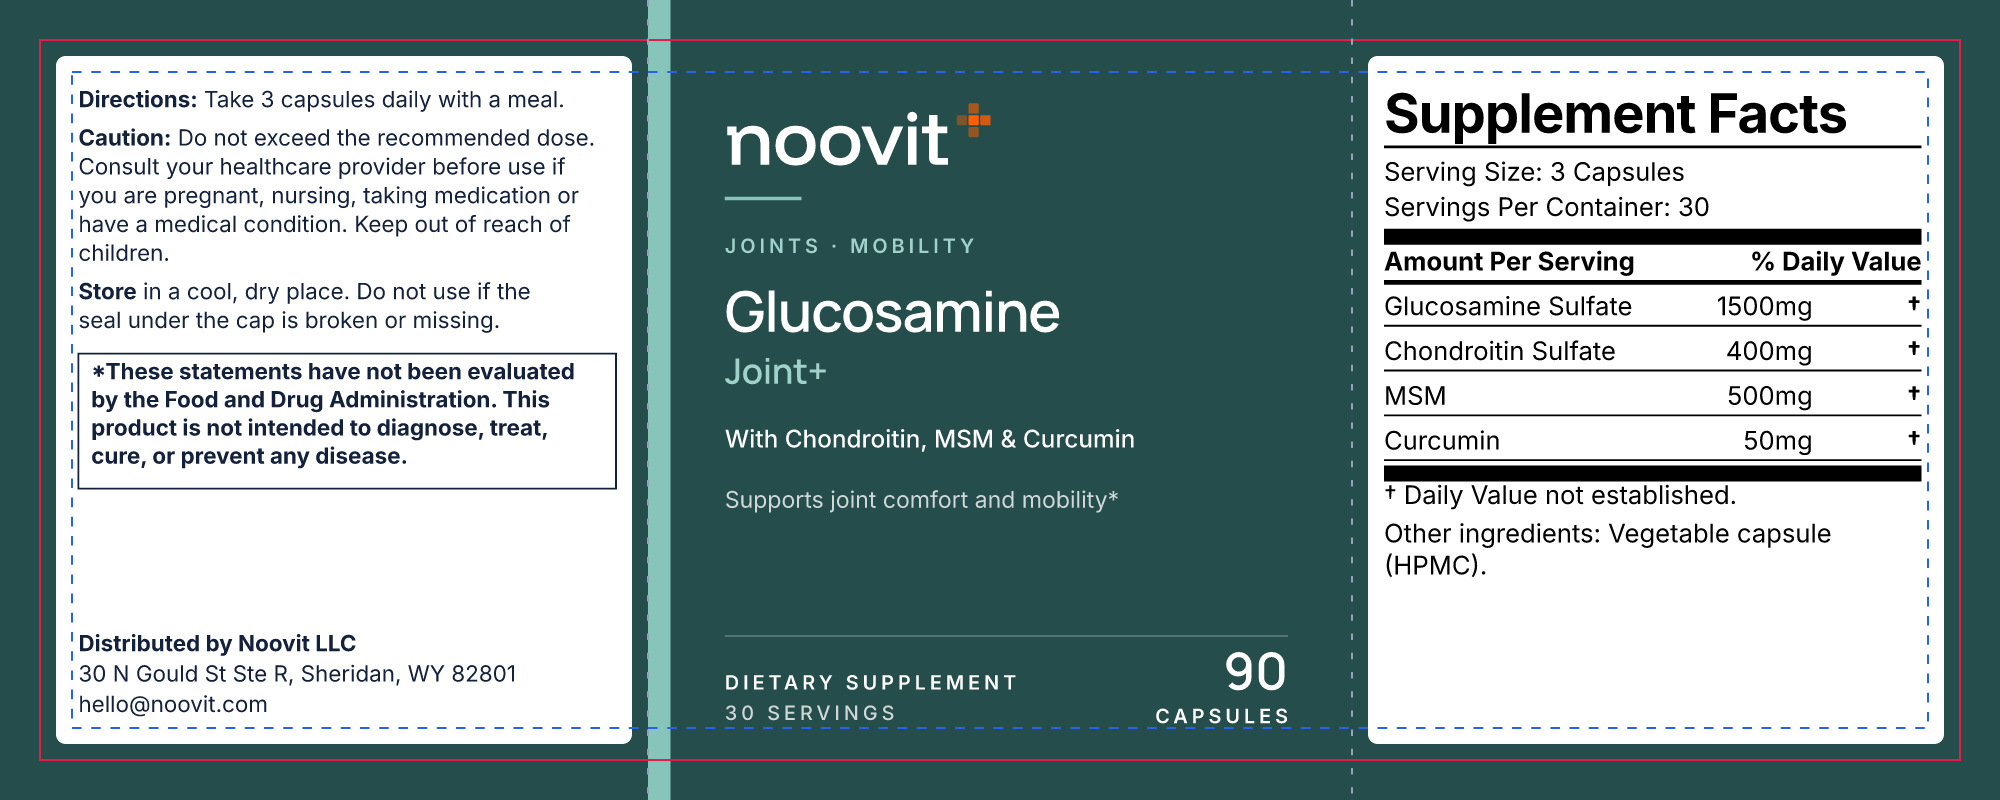 Directions: Take 3 capsules daily with a meal.
Caution: Do not exceed the recommended dose.
Consult your healthcare provider before use if
you are pregnant, nursing, taking medication or
have a medical condition. Keep out of reach of
children.
Store in a cool, dry place. Do not use if the
seal under the cap is broken or missing.
*These statements have not been evaluated
by the Food and Drug Administration. This
product is not intended to diagnose, treat,
cure, or prevent any disease.
Distributed by Noovit LLC
30 N Gould St Ste R, Sheridan, WY 82801
hello@noovit.com
noovit
JOINTS · MOBILITY
Glucosamine
Joint+
With Chondroitin, MSM & Curcumin
Supports joint comfort and mobility*
DIETARY SUPPLEMENT
30 SERVINGS
90
CAPSULES
Supplement Facts
Serving Size: 3 Capsules
Servings Per Container: 30
Amount Per Serving % Daily Value
Glucosamine Sulfate 1500mg †
Chondroitin Sulfate 400mg †
MSM 500mg †
Curcumin 50mg †
† Daily Value not established.
Other ingredients: Vegetable capsule
(HPMC).